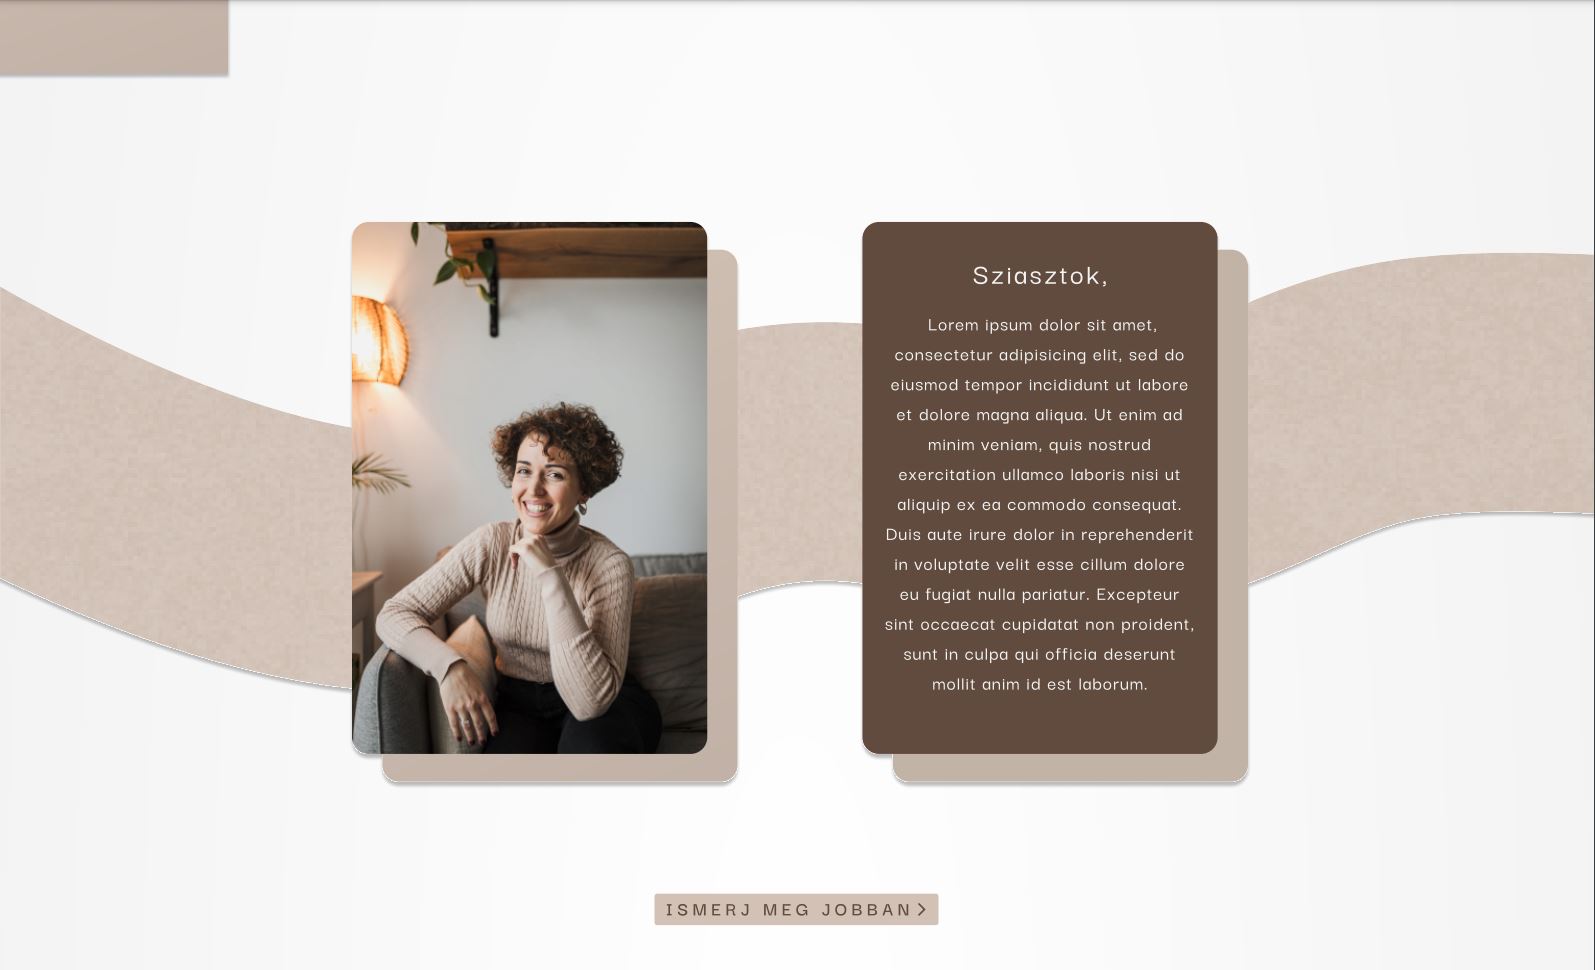 Sziasztok,
Lorem ipsum dolor sit amet,
consectetur adipisicing elit, sed do
eiusmod tempor incididunt ut labore
et dolore magna aliqua. Ut enim ad
minim veniam, quis nostrud
exercitation ullamco laboris nisi ut
aliquip ex ea commodo consequat.
Duis aute irure dolor in reprehenderit
in voluptate velit esse cillum dolore
eu fugiat nulla pariatur. Excepteur
sint occaecat cupidatat non proident,
sunt in culpa qui officia deserunt
mollit anim id est laborum.
ISMERJ MEG JOBBAN >